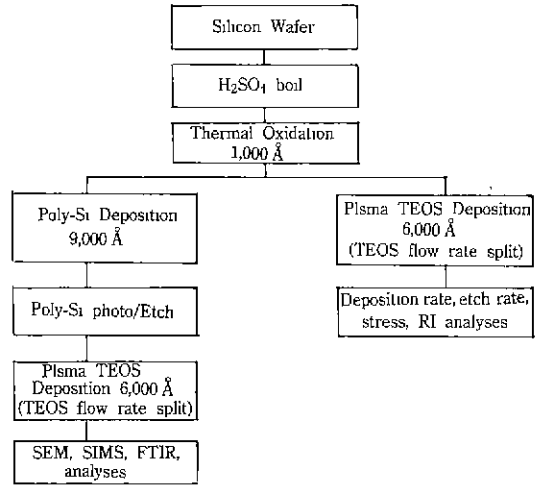 Silicon Wafer
H₂SO₄ boil
Thermal Oxidation
1,000 Å
Poly-Si Deposition
9,000 Å
Poly-Si photo/Etch
Plsma TEOS
Deposition 6,000 Å
(TEOS flow rate split)
SEM, SIMS, FTIR,
analyses
Plsma TEOS Deposition
6,000 Å
(TEOS flow rate split)
Deposition rate, etch rate,
stress, RI analyses